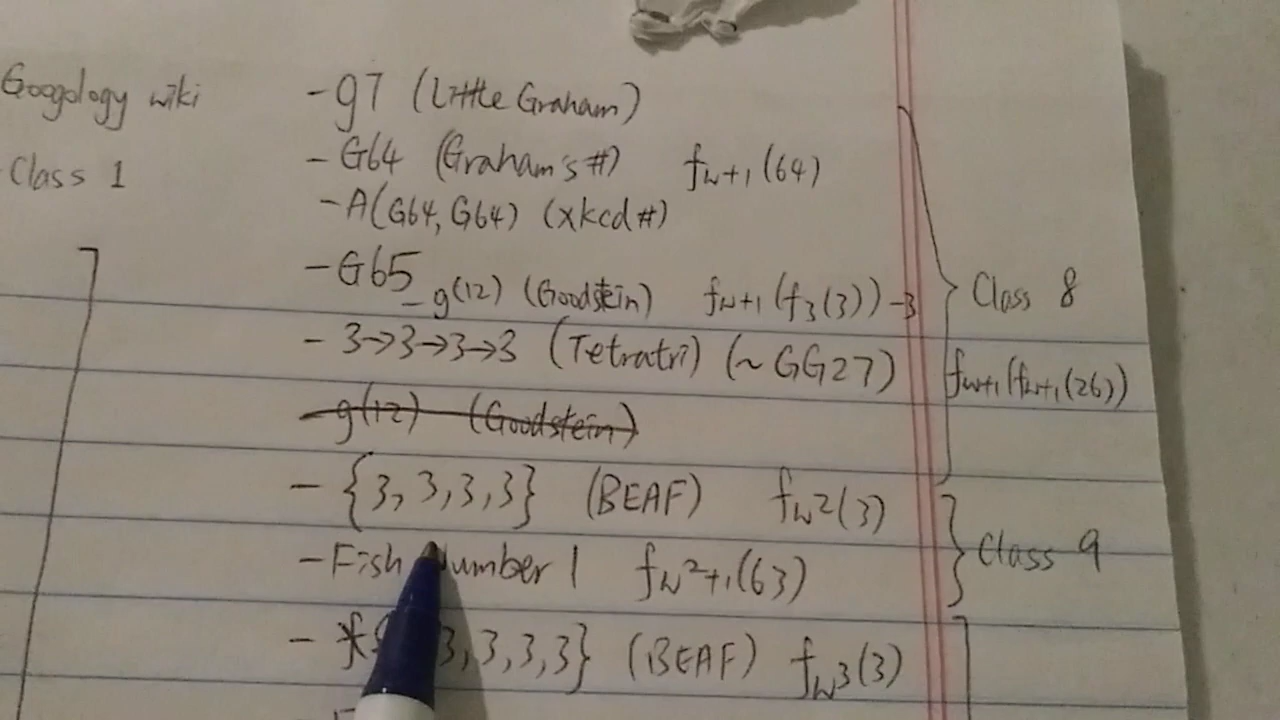 Googology wiki
- g7 (Little Graham)
Class 1
- G64 (Graham's #) fω+1(64)
- A(G64, G64) (xkcd #)
- G65
- g(12) (Goodstein) fω+1(f3(3))-3
Class 8
- 3→3→3→3 (Tetratri) (~GG27)
fω+1(fω+1(26))
- g(12) (Goodstein)
- {3, 3, 3, 3} (BEAF) fω2(3)
Class 9
- Fish Number 1 fω²+1(63)
3, 3, 3, 3} (BEAF) fω3(3)